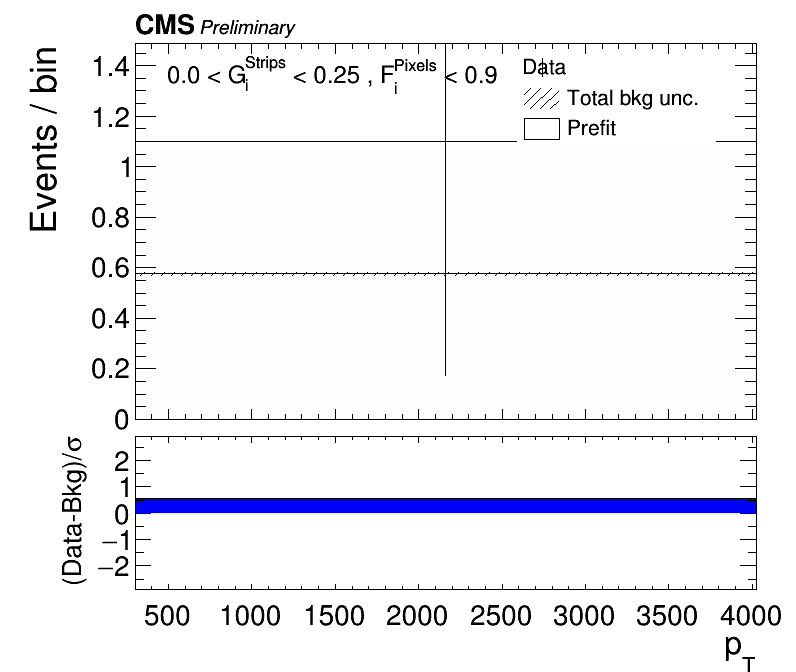 CMS Preliminary
Events / bin
0.0 < G_i^Strips < 0.25 , F_i^Pixels < 0.9
Data
Total bkg unc.
Prefit
1.4
1.2
1
0.8
0.6
0.4
0.2
0
(Data-Bkg)/σ
2
1
0
−1
−2
500 1000 1500 2000 2500 3000 3500 4000
p_T